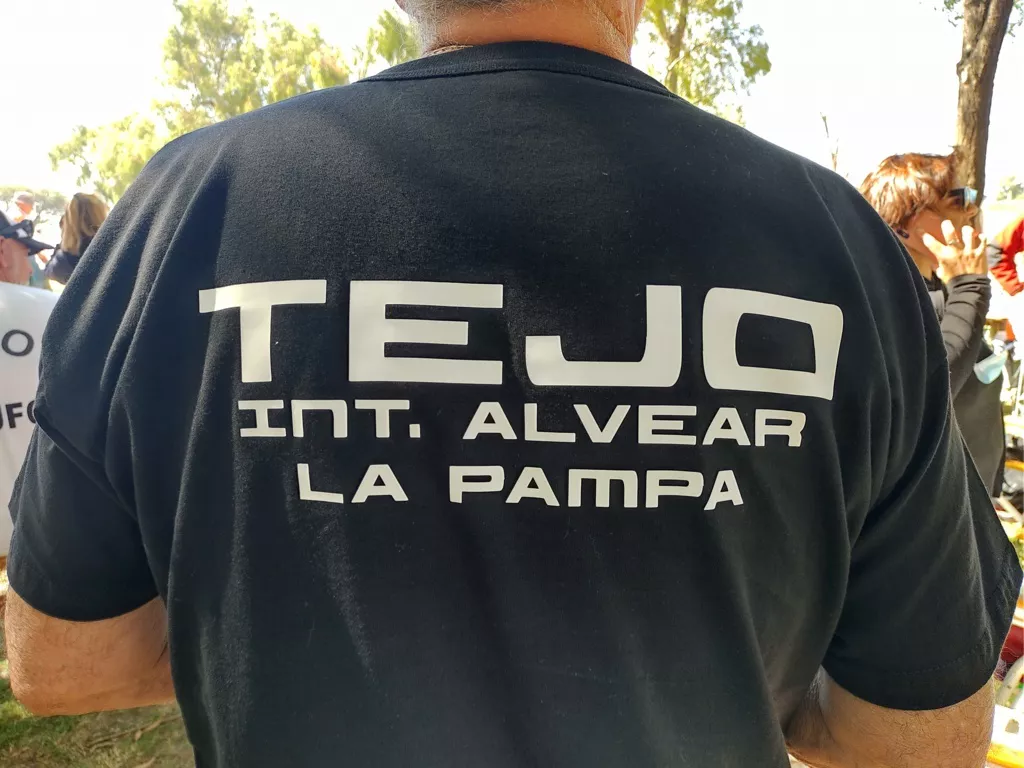 TEJO
INT. ALVEAR
LA PAMPA